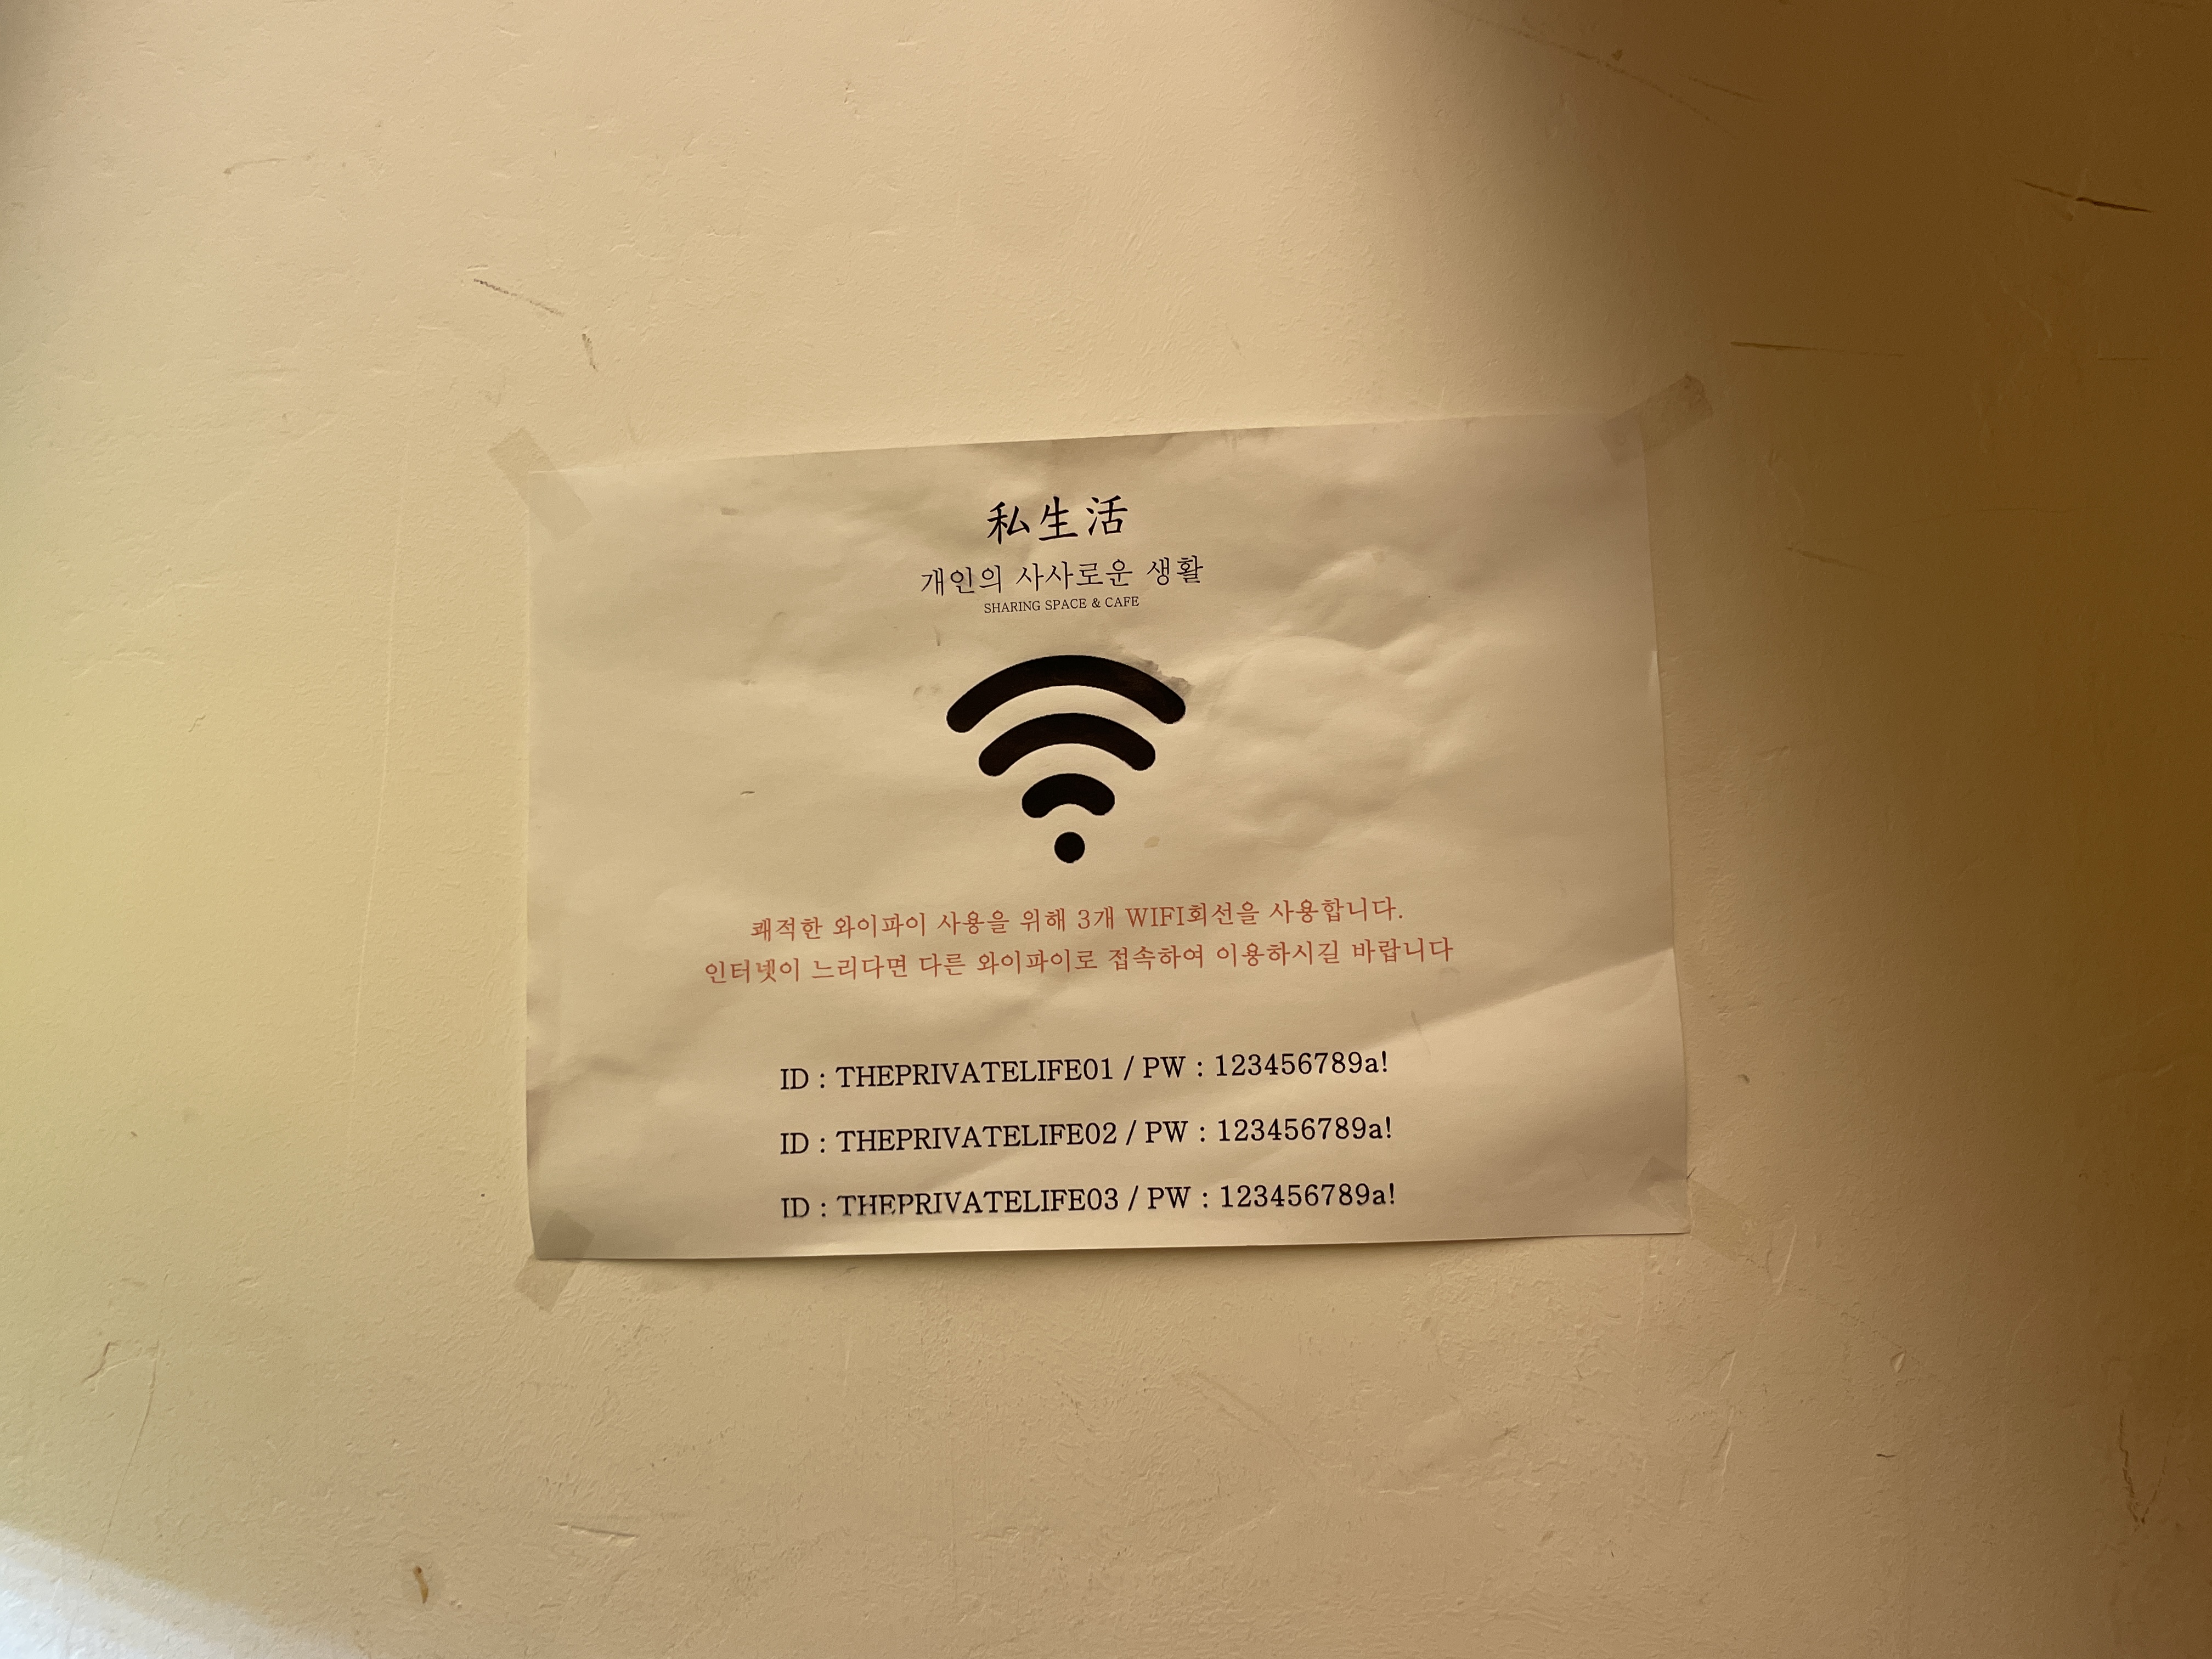 私生活
개인의 사사로운 생활
SHARING SPACE & CAFE
쾌적한 와이파이 사용을 위해 3개 WIFI회선을 사용합니다.
인터넷이 느리다면 다른 와이파이로 접속하여 이용하시길 바랍니다
ID : THEPRIVATELIFE01 / PW : 123456789a!
ID : THEPRIVATELIFE02 / PW : 123456789a!
ID : THEPRIVATELIFE03 / PW : 123456789a!